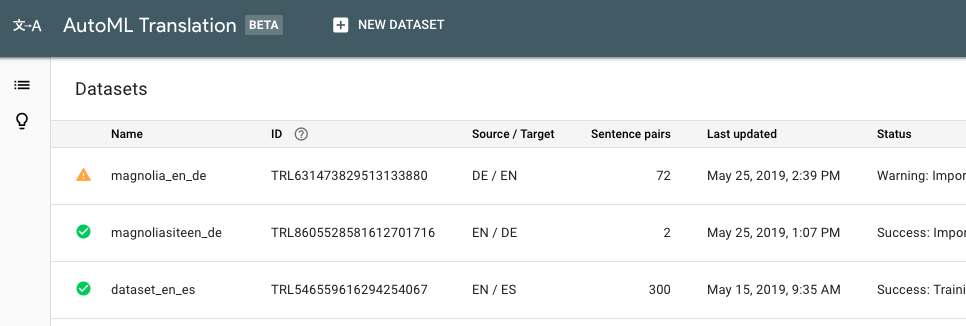 文A AutoML Translation BETA NEW DATASET
Datasets
Name ID ? Source / Target Sentence pairs Last updated Status
magnolia_en_de TRL631473829513133880 DE / EN 72 May 25, 2019, 2:39 PM Warning: Impor
magnoliasiteen_de TRL8605528581612701716 EN / DE 2 May 25, 2019, 1:07 PM Success: Impor
dataset_en_es TRL546559616294254067 EN / ES 300 May 15, 2019, 9:35 AM Success: Traini